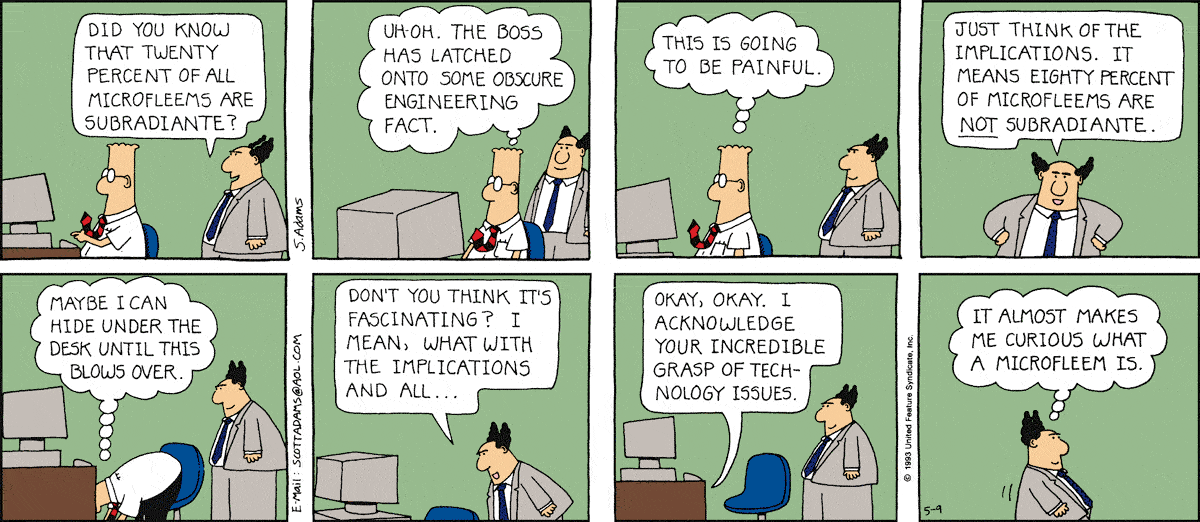 DID YOU KNOW
THAT TWENTY
PERCENT OF ALL
MICROFLEEMS ARE
SUBRADIANTE?
S. Adams
UH-OH. THE BOSS
HAS LATCHED
ONTO SOME OBSCURE
ENGINEERING
FACT.
THIS IS GOING
TO BE PAINFUL.
JUST THINK OF THE
IMPLICATIONS. IT
MEANS EIGHTY PERCENT
OF MICROFLEEMS ARE
NOT SUBRADIANTE.
MAYBE I CAN
HIDE UNDER THE
DESK UNTIL THIS
BLOWS OVER.
E-Mail: SCOTTADAMS@AOL.COM
DON'T YOU THINK IT'S
FASCINATING? I
MEAN, WHAT WITH
THE IMPLICATIONS
AND ALL...
OKAY, OKAY. I
ACKNOWLEDGE
YOUR INCREDIBLE
GRASP OF TECH-
NOLOGY ISSUES.
© 1993 United Feature Syndicate, Inc.
IT ALMOST MAKES
ME CURIOUS WHAT
A MICROFLEEM IS.
5-9